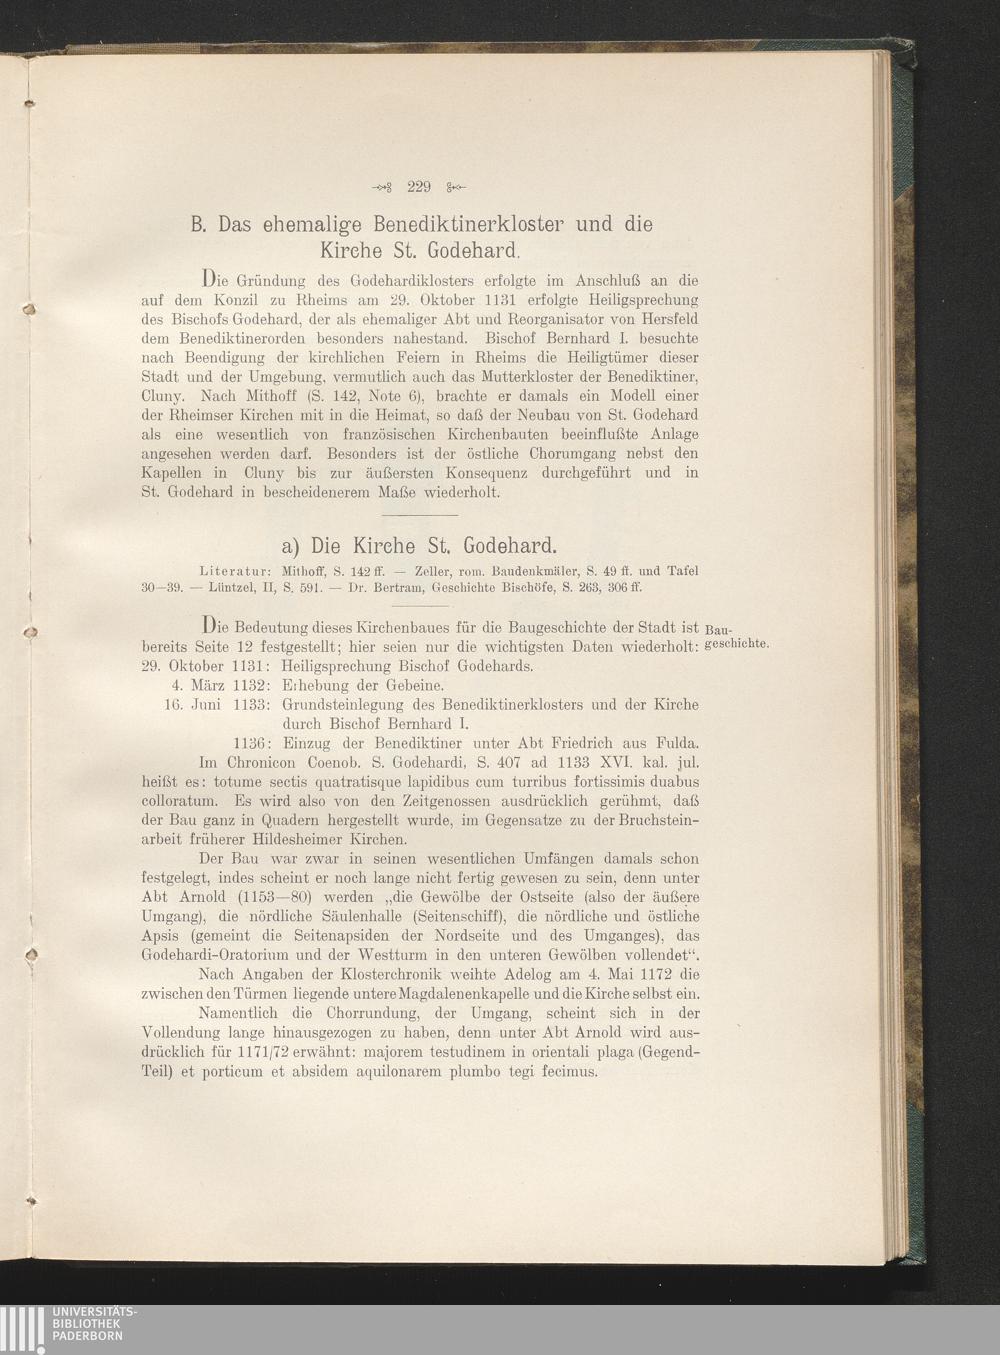 229
B. Das ehemalige Benediktinerkloster und die
Kirche St. Godehard.
Die Gründung des Godehardiklosters erfolgte im Anschluß an die
auf dem Konzil zu Rheims am 29. Oktober 1131 erfolgte Heiligsprechung
des Bischofs Godehard, der als ehemaliger Abt und Reorganisator von Hersfeld
dem Benediktinerorden besonders nahestand. Bischof Bernhard I. besuchte
nach Beendigung der kirchlichen Feiern in Rheims die Heiligtümer dieser
Stadt und der Umgebung, vermutlich auch das Mutterkloster der Benediktiner,
Cluny. Nach Mithoff (S. 142, Note 6), brachte er damals ein Modell einer
der Rheimser Kirchen mit in die Heimat, so daß der Neubau von St. Godehard
als eine wesentlich von französischen Kirchenbauten beeinflußte Anlage
angesehen werden darf. Besonders ist der östliche Chorumgang nebst den
Kapellen in Cluny bis zur äußersten Konsequenz durchgeführt und in
St. Godehard in bescheidenerem Maße wiederholt.
a) Die Kirche St. Godehard.
Literatur: Mithoff, S. 142 ff. — Zeller, rom. Baudenkmäler, S. 49 ff. und Tafel
30—39. — Lüntzel, II, S. 591. — Dr. Bertram, Geschichte Bischöfe, S. 263, 306 ff.
Die Bedeutung dieses Kirchenbaues für die Baugeschichte der Stadt ist Bau-
bereits Seite 12 festgestellt; hier seien nur die wichtigsten Daten wiederholt: geschichte.
29. Oktober 1131: Heiligsprechung Bischof Godehards.
4. März 1132: Erhebung der Gebeine.
16. Juni 1133: Grundsteinlegung des Benediktinerklosters und der Kirche
durch Bischof Bernhard I.
1136: Einzug der Benediktiner unter Abt Friedrich aus Fulda.
Im Chronicon Coenob. S. Godehardi, S. 407 ad 1133 XVI. kal. jul.
heißt es: totume sectis quatratisque lapidibus cum turribus fortissimis duabus
colloratum. Es wird also von den Zeitgenossen ausdrücklich gerühmt, daß
der Bau ganz in Quadern hergestellt wurde, im Gegensatze zu der Bruchstein-
arbeit früherer Hildesheimer Kirchen.
Der Bau war zwar in seinen wesentlichen Umfängen damals schon
festgelegt, indes scheint er noch lange nicht fertig gewesen zu sein, denn unter
Abt Arnold (1153—80) werden „die Gewölbe der Ostseite (also der äußere
Umgang), die nördliche Säulenhalle (Seitenschiff), die nördliche und östliche
Apsis (gemeint die Seitenapsiden der Nordseite und des Umganges), das
Godehardi-Oratorium und der Westturm in den unteren Gewölben vollendet“.
Nach Angaben der Klosterchronik weihte Adelog am 4. Mai 1172 die
zwischen den Türmen liegende untere Magdalenenkapelle und die Kirche selbst ein.
Namentlich die Chorrundung, der Umgang, scheint sich in der
Vollendung lange hinausgezogen zu haben, denn unter Abt Arnold wird aus-
drücklich für 1171/72 erwähnt: majorem testudinem in orientali plaga (Gegend-
Teil) et porticum et absidem aquilonarem plumbo tegi fecimus.
UNIVERSITÄTS-
BIBLIOTHEK
PADERBORN